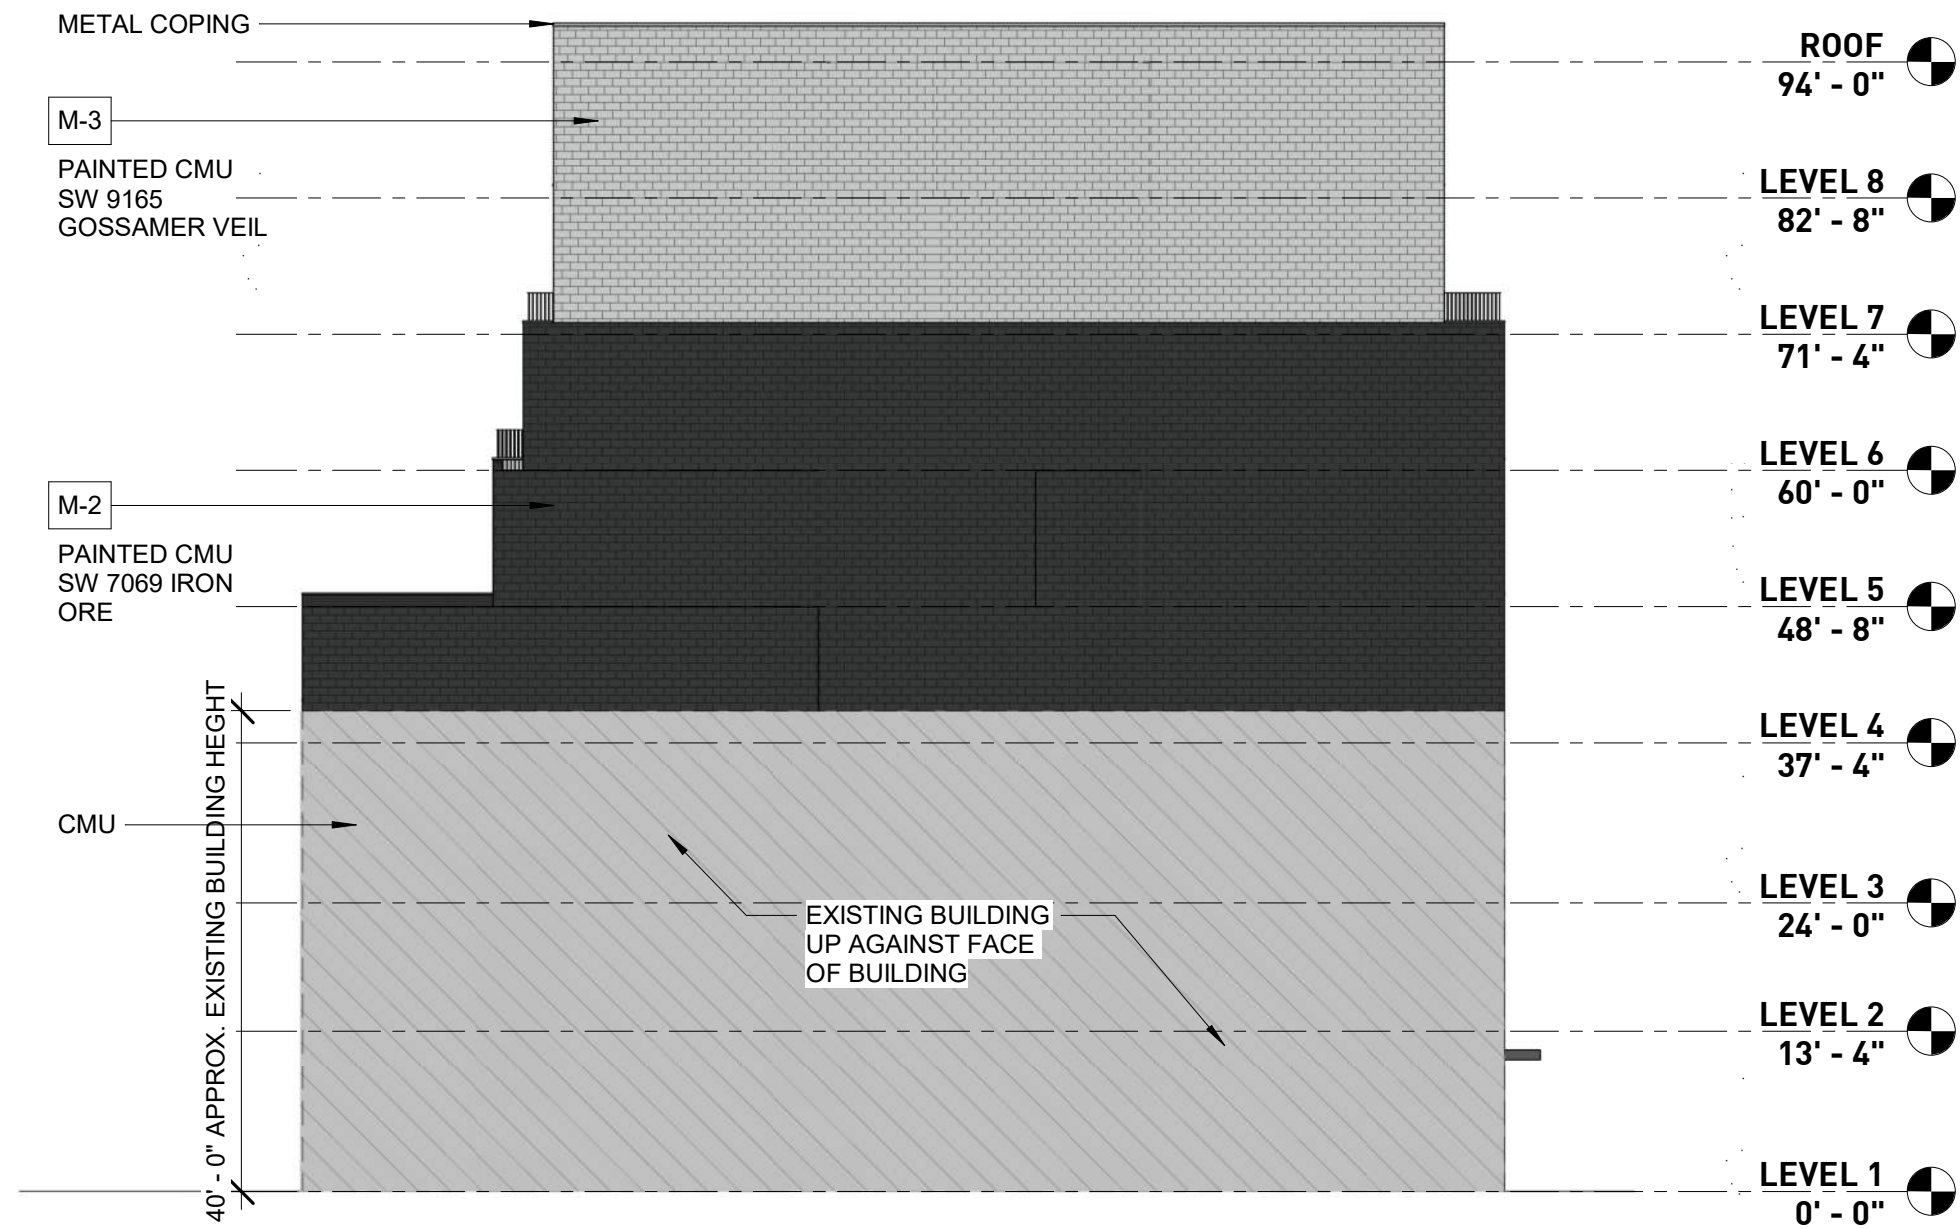 METAL COPING
M-3
PAINTED CMU
SW 9165
GOSSAMER VEIL
M-2
PAINTED CMU
SW 7069 IRON
ORE
CMU
40' - 0" APPROX. EXISTING BUILDING HEGHT
EXISTING BUILDING
UP AGAINST FACE
OF BUILDING
ROOF
94' - 0"
LEVEL 8
82' - 8"
LEVEL 7
71' - 4"
LEVEL 6
60' - 0"
LEVEL 5
48' - 8"
LEVEL 4
37' - 4"
LEVEL 3
24' - 0"
LEVEL 2
13' - 4"
LEVEL 1
0' - 0"